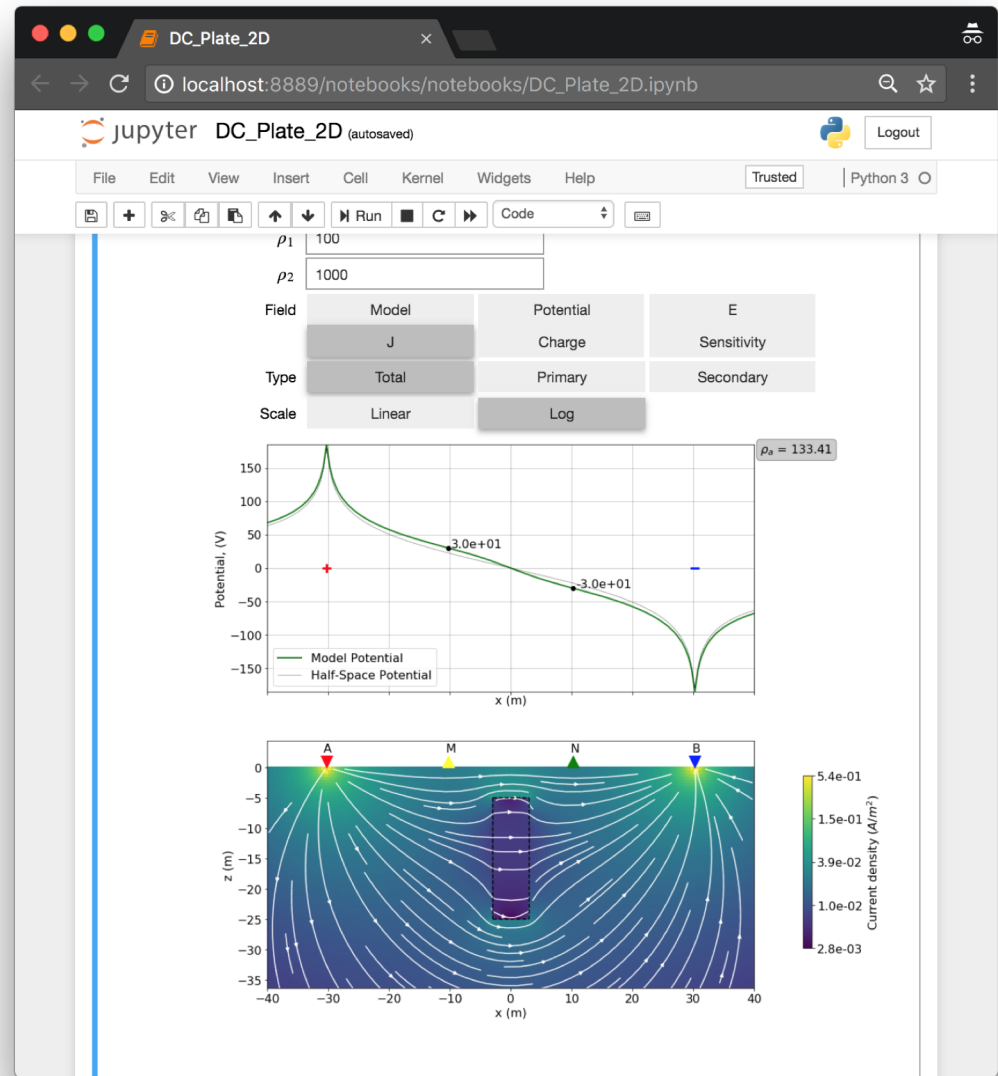 DC_Plate_2D ×
localhost:8889/notebooks/notebooks/DC_Plate_2D.ipynb
jupyter DC_Plate_2D (autosaved) Logout
File Edit View Insert Cell Kernel Widgets Help Trusted Python 3
Run Code
ρ1 100
ρ2 1000
Field Model Potential E
J Charge Sensitivity
Type Total Primary Secondary
Scale Linear Log
ρa = 133.41
150
100
50
0
−50
−100
−150
Potential, (V)
3.0e+01
-3.0e+01
+ −
Model Potential
Half-Space Potential
x (m)
A M N B
0
−5
−10
−15
−20
−25
−30
−35
z (m)
−40 −30 −20 −10 0 10 20 30 40
x (m)
5.4e-01
1.5e-01
3.9e-02
1.0e-02
2.8e-03
Current density (A/m²)